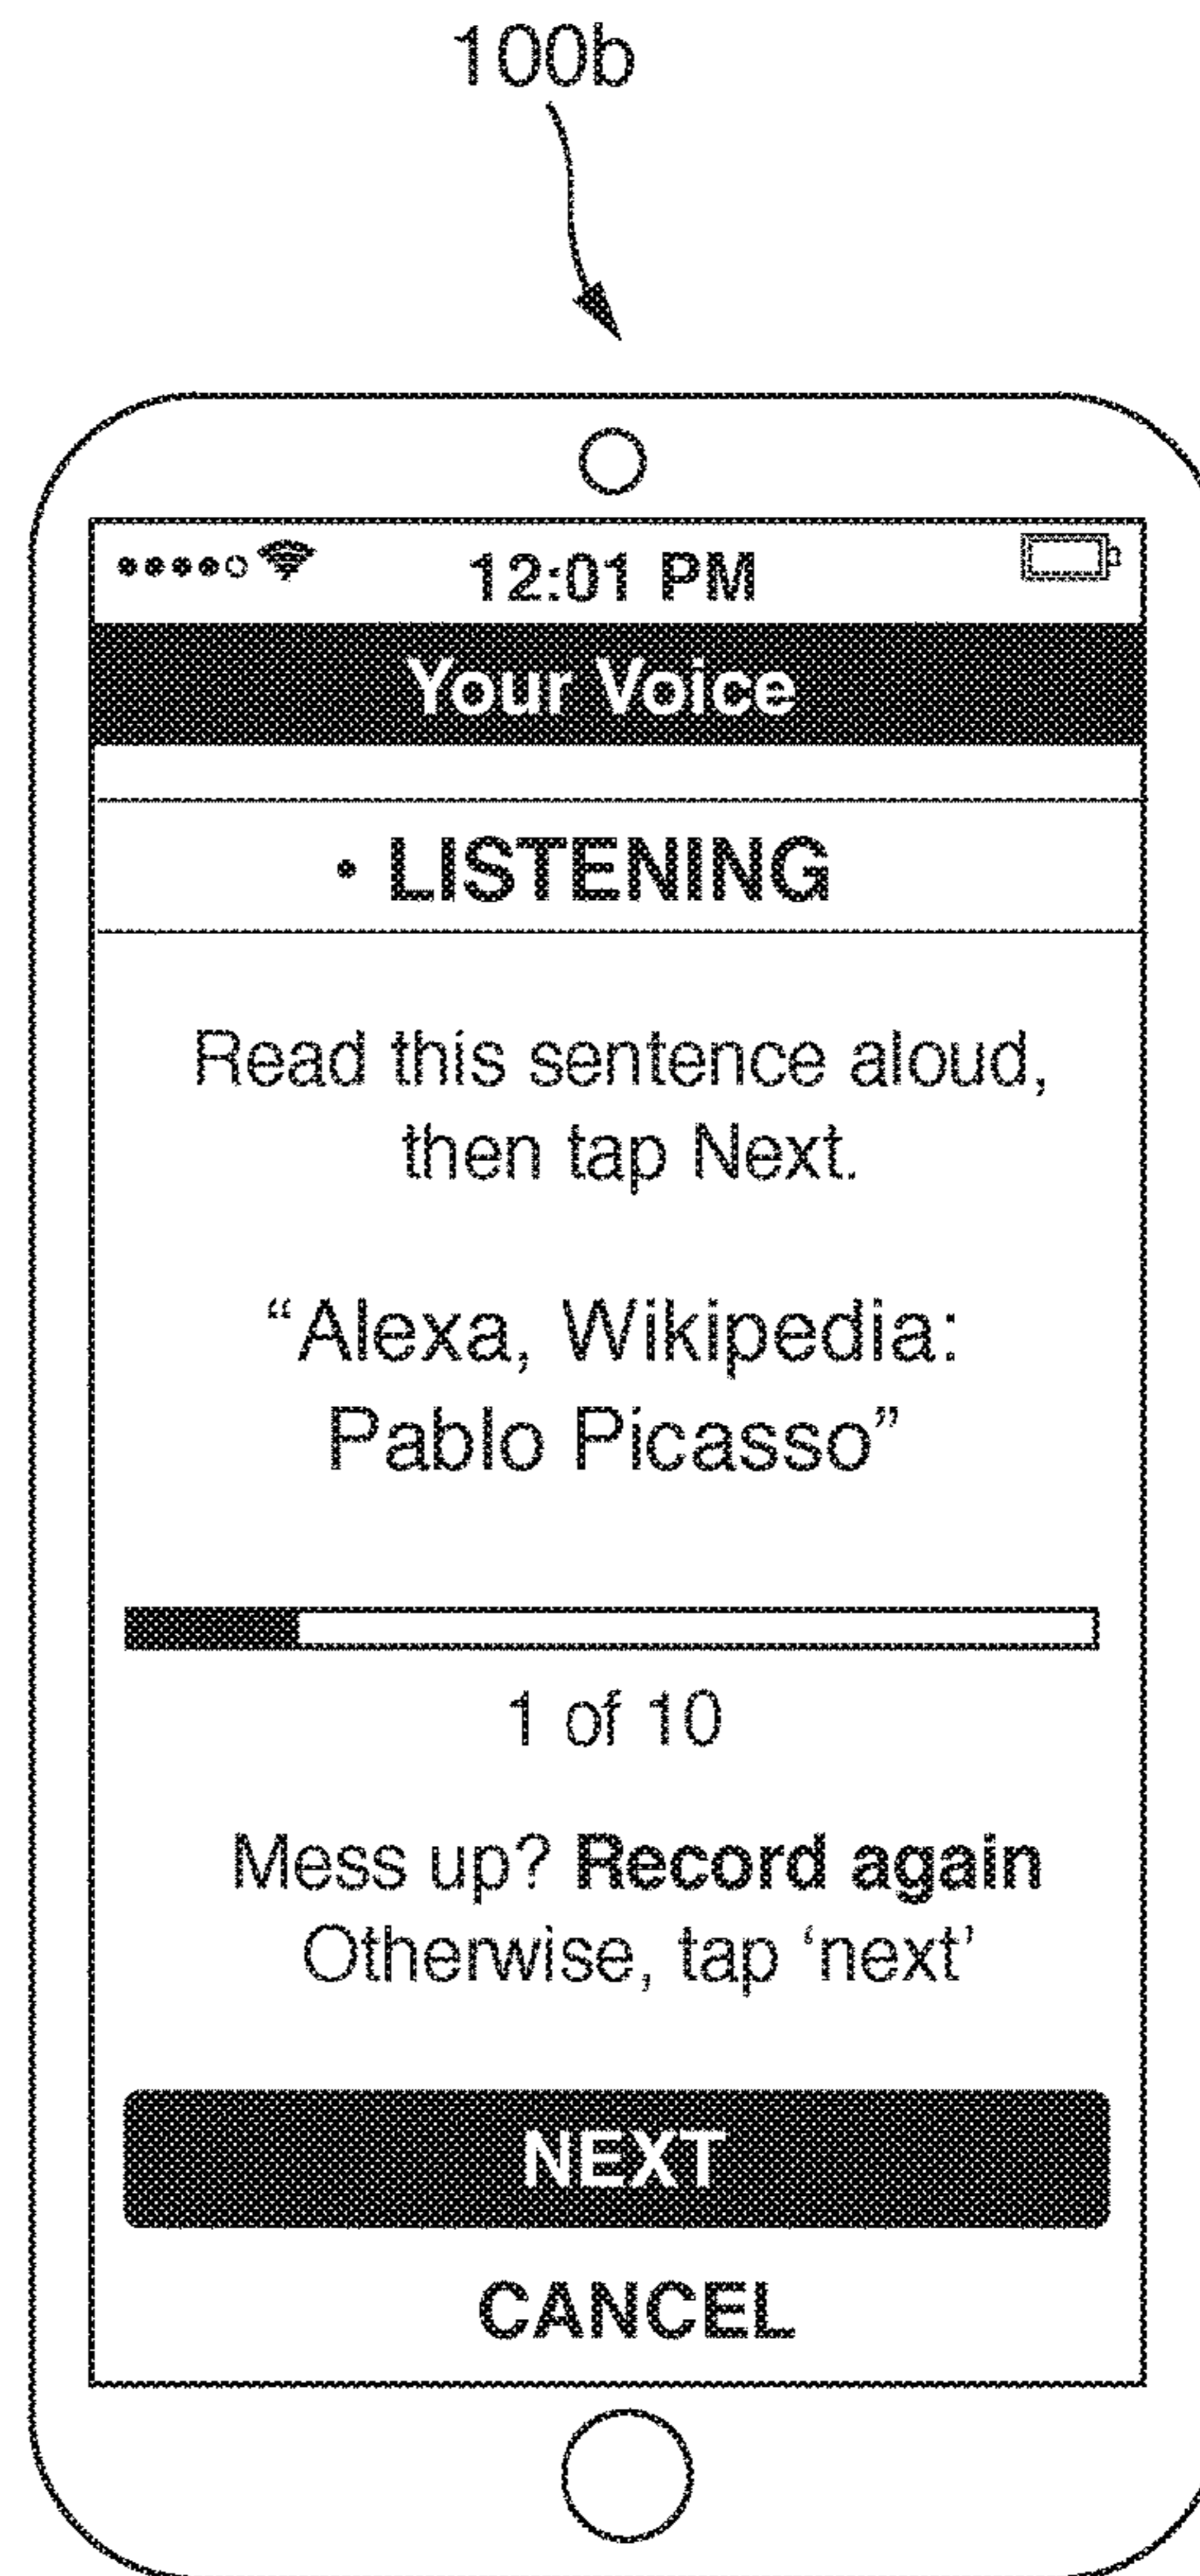 100b
12:01 PM
Your Voice
• LISTENING
Read this sentence aloud,
then tap Next.
“Alexa, Wikipedia:
Pablo Picasso”
1 of 10
Mess up? Record again
Otherwise, tap ‘next’
NEXT
CANCEL